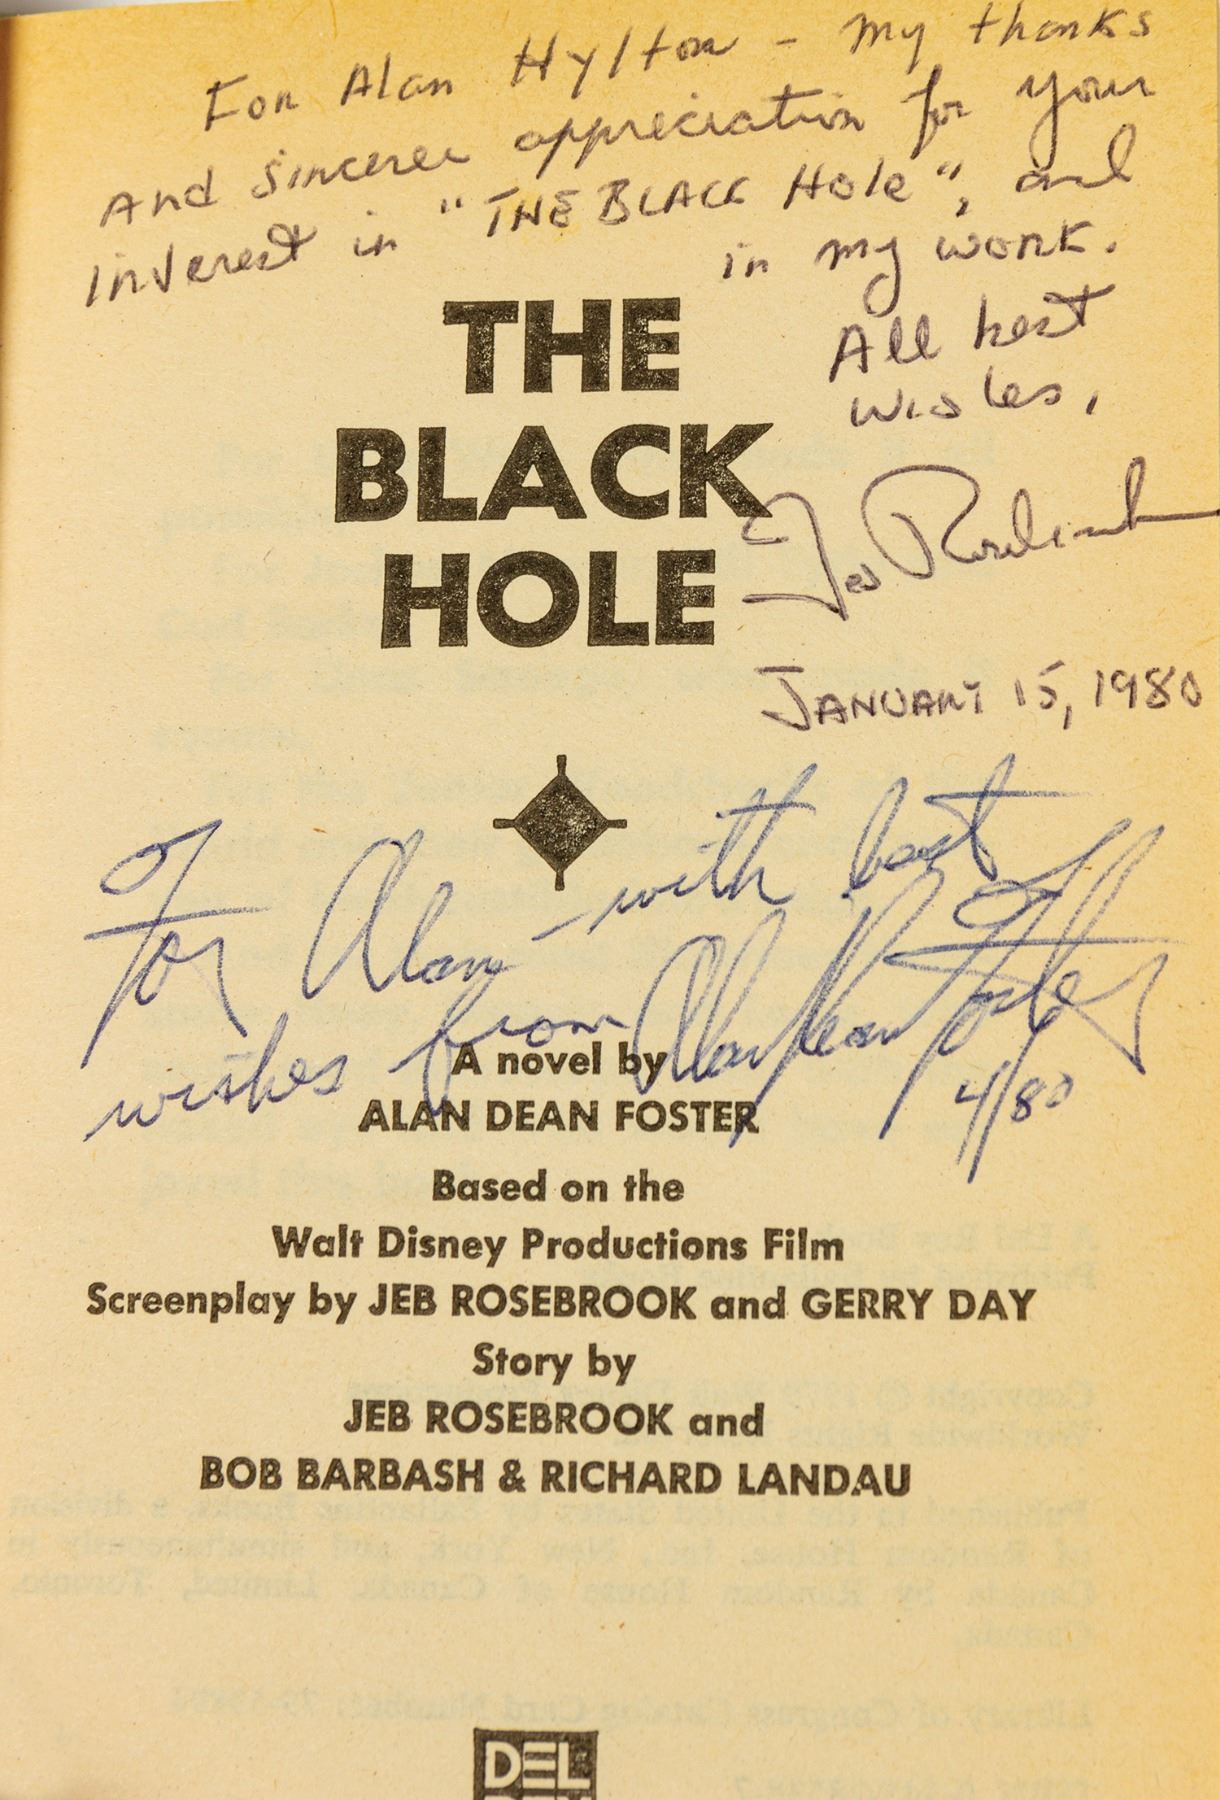 For Alan Hylton - My thanks
And sincere appreciation for your
interest in "THE BLACK Hole", and
in my work.
All best
wishes,
Jeb Rosebrook
JANUARY 15, 1980
THE
BLACK
HOLE
For Alan - with best
wishes from Alan Dean Foster
4/80
A novel by
ALAN DEAN FOSTER
Based on the
Walt Disney Productions Film
Screenplay by JEB ROSEBROOK and GERRY DAY
Story by
JEB ROSEBROOK and
BOB BARBASH & RICHARD LANDAU
DEL